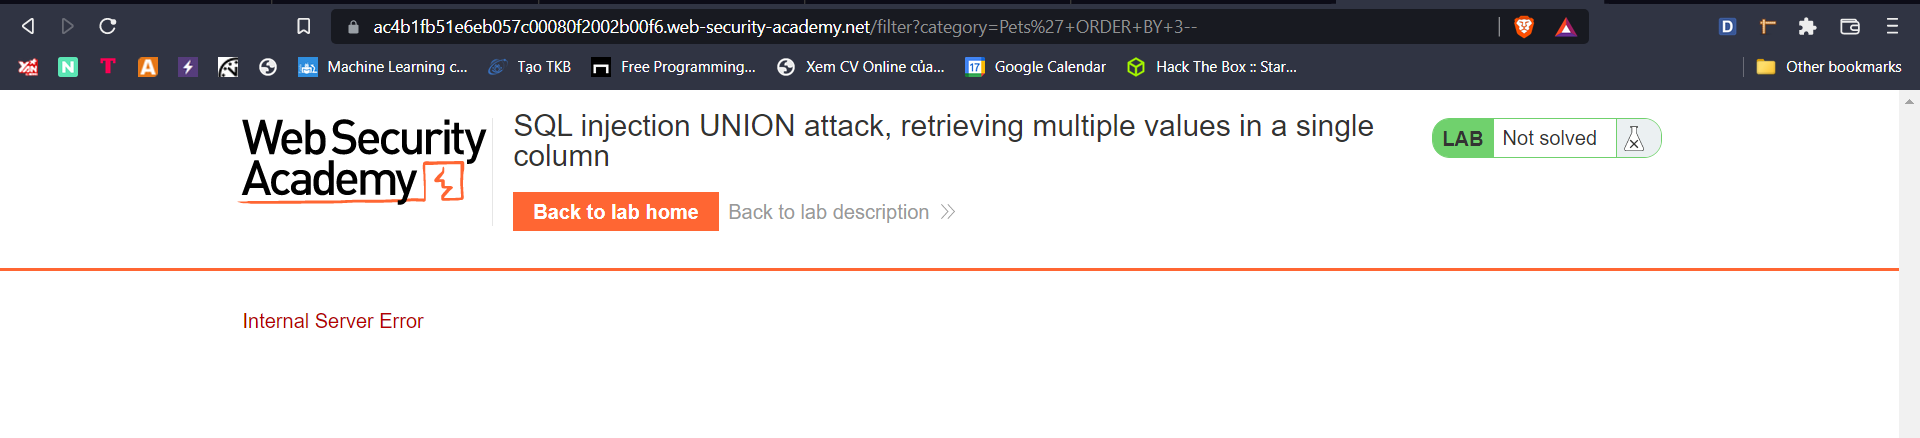 ac4b1fb51e6eb057c00080f2002b00f6.web-security-academy.net/filter?category=Pets%27+ORDER+BY+3--
D
N T A 17
Machine Learning c... Tạo TKB Free Programming... Xem CV Online của... Google Calendar Hack The Box :: Star... Other bookmarks
Web Security
Academy
SQL injection UNION attack, retrieving multiple values in a single
column
LAB Not solved
Back to lab home Back to lab description
Internal Server Error